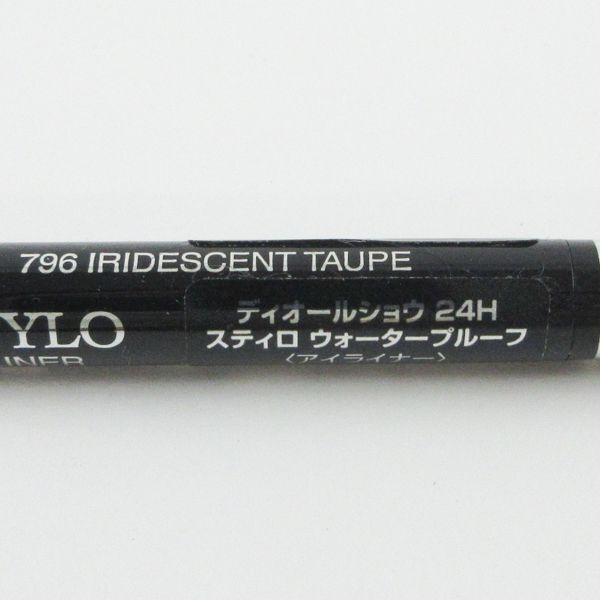 796 IRIDESCENT TAUPE
YLO
INER
ディオールショウ 24H
スティロ ウォータープルーフ
〈アイライナー〉